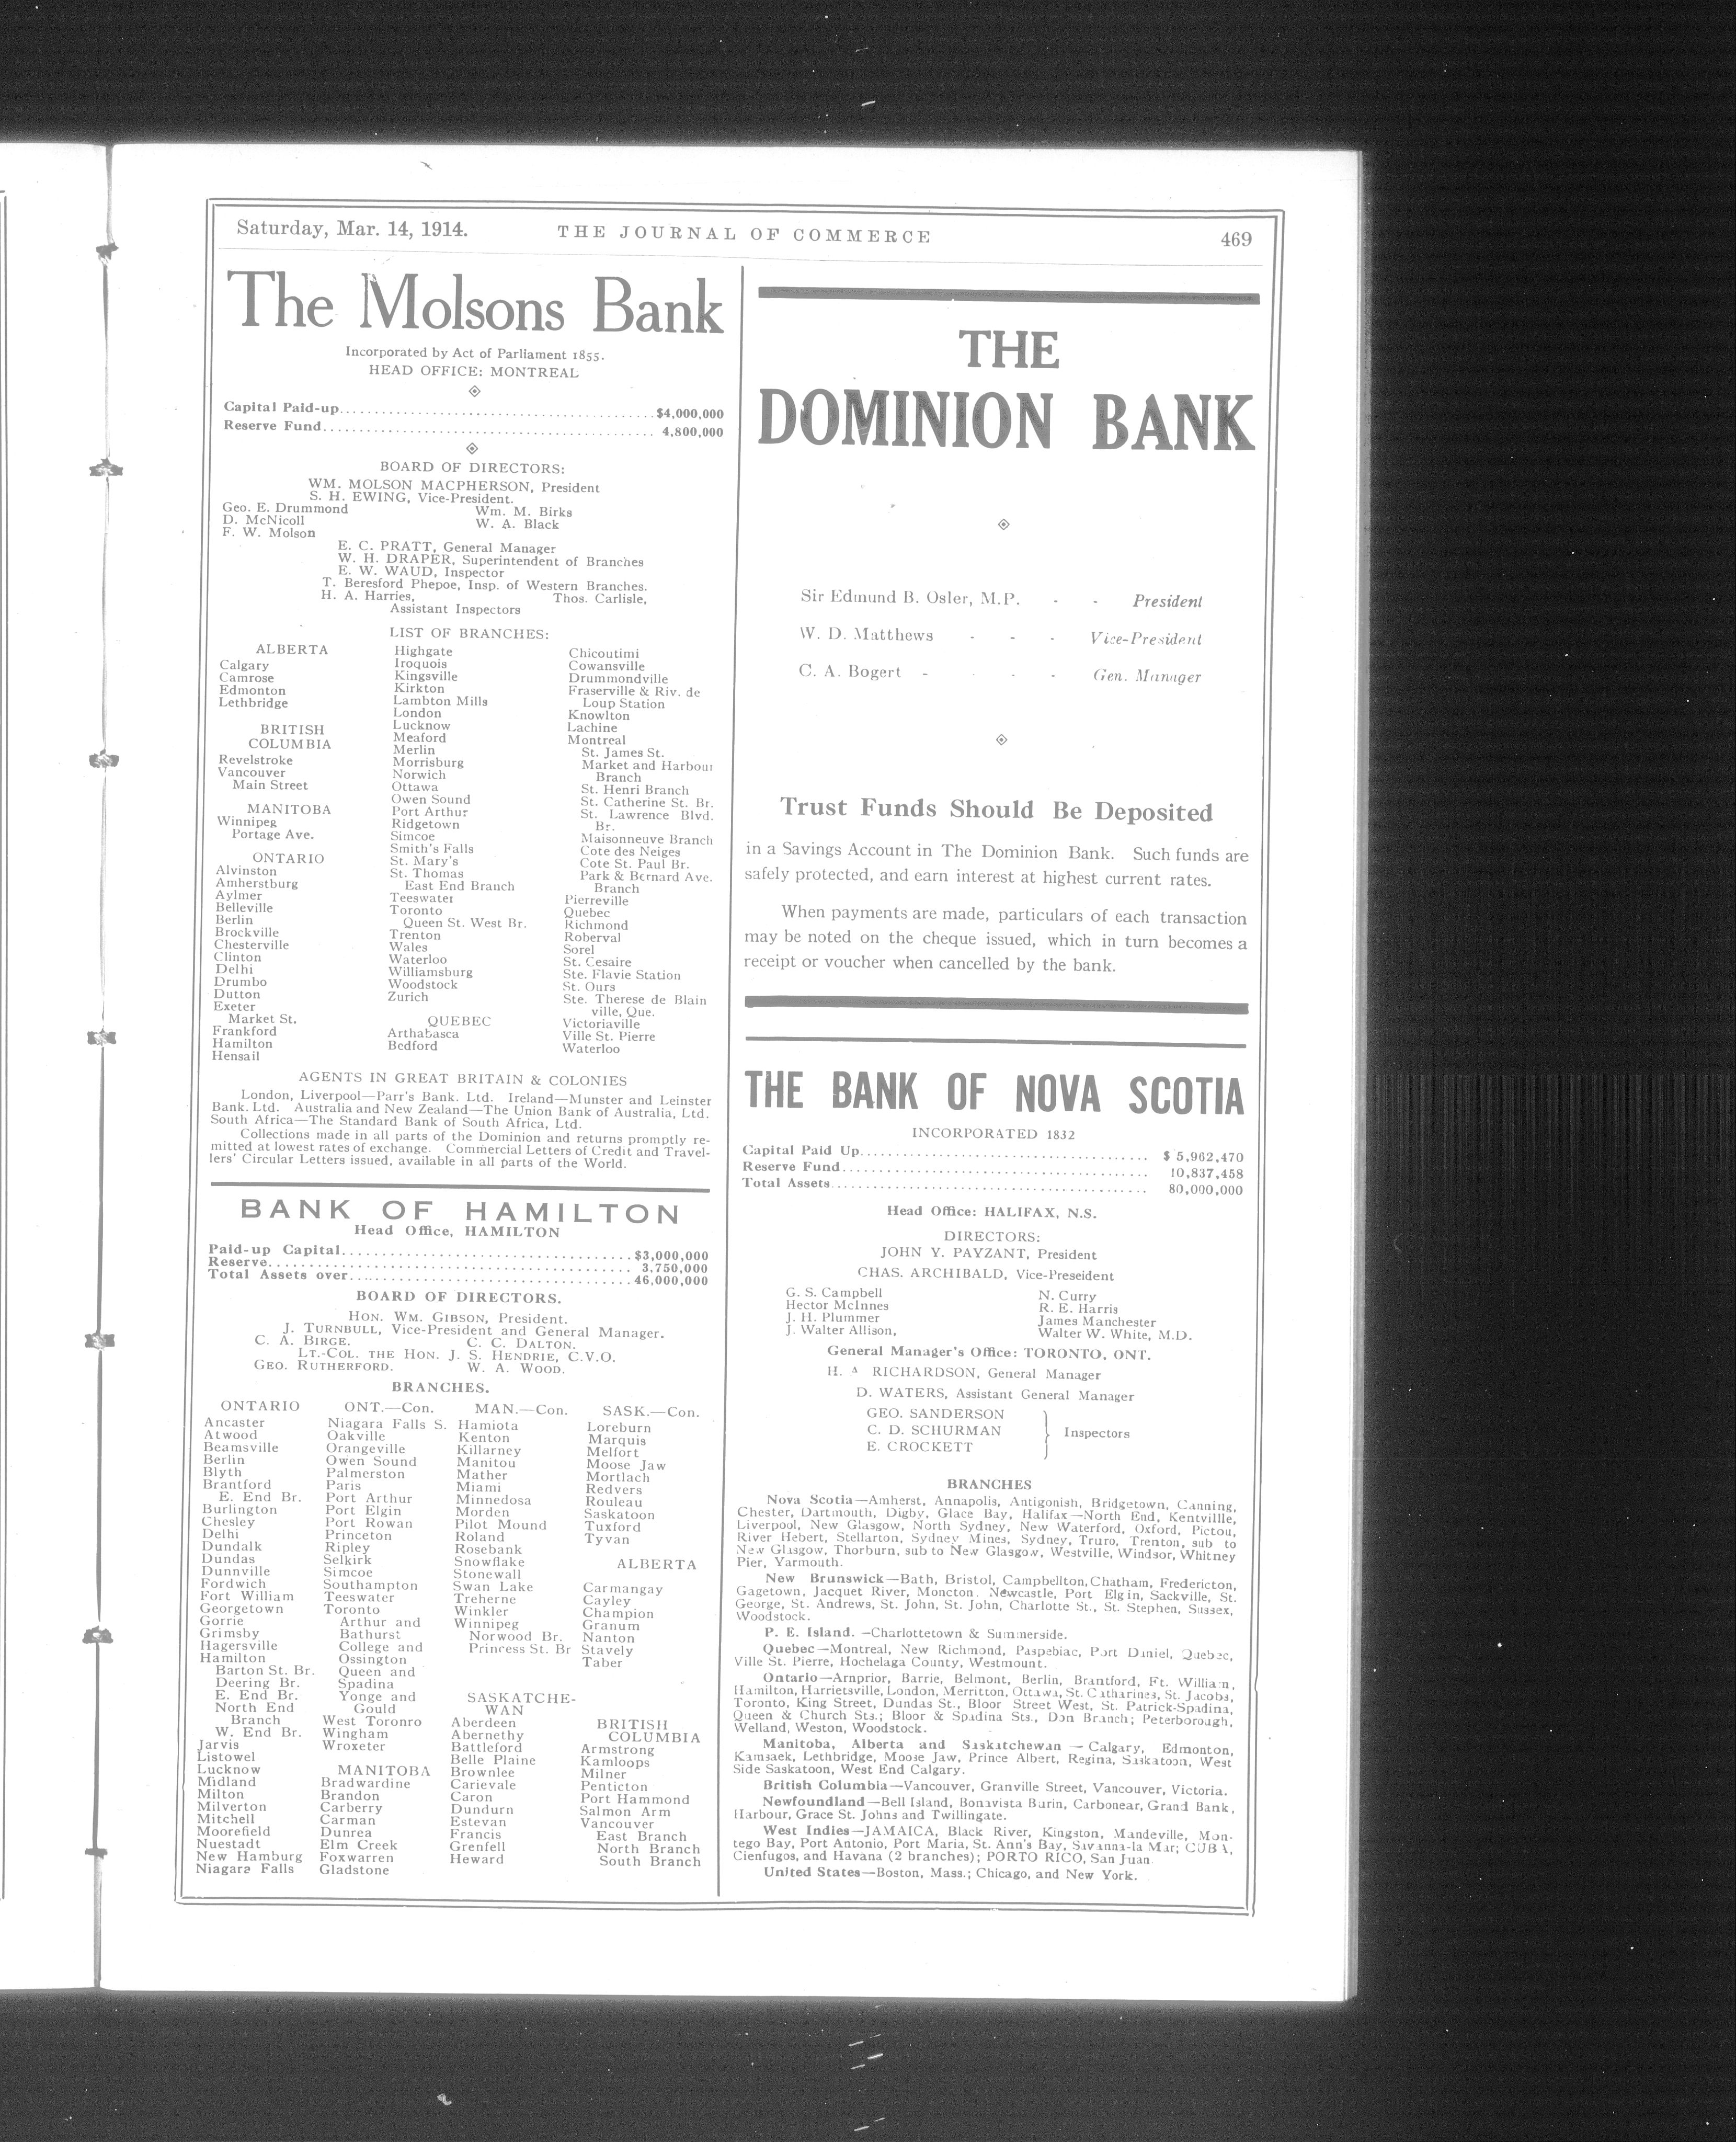 Saturday, Mar. 14, 1914.
THE JOURNAL OF COMMERCE
469
The Molsons Bank
Incorporated by Act of Parliament 1855.
HEAD OFFICE: MONTREAL
Capital Paid-up $4,000,000
Reserve Fund 4,800,000
BOARD OF DIRECTORS:
WM. MOLSON MACPHERSON, President
S. H. EWING, Vice-President.
Geo. E. Drummond Wm. M. Birks
D. McNicoll W. A. Black
F. W. Molson
E. C. PRATT, General Manager
W. H. DRAPER, Superintendent of Branches
E. W. WAUD, Inspector
T. Beresford Phepoe, Insp. of Western Branches.
H. A. Harries, Thos. Carlisle,
Assistant Inspectors
LIST OF BRANCHES:
ALBERTA
Calgary
Camrose
Edmonton
Lethbridge
BRITISH
COLUMBIA
Revelstroke
Vancouver
Main Street
MANITOBA
Winnipeg
Portage Ave.
ONTARIO
Alvinston
Amherstburg
Aylmer
Belleville
Berlin
Brockville
Chesterville
Clinton
Delhi
Drumbo
Dutton
Exeter
Market St.
Frankford
Hamilton
Hensail
Highgate
Iroquois
Kingsville
Kirkton
Lambton Mills
London
Lucknow
Meaford
Merlin
Morrisburg
Norwich
Ottawa
Owen Sound
Port Arthur
Ridgetown
Simcoe
Smith's Falls
St. Mary's
St. Thomas
East End Branch
Teeswater
Toronto
Queen St. West Br.
Trenton
Wales
Waterloo
Williamsburg
Woodstock
Zurich
QUEBEC
Arthabasca
Bedford
Chicoutimi
Cowansville
Drummondville
Fraserville & Riv. de
Loup Station
Knowlton
Lachine
Montreal
St. James St.
Market and Harbour
Branch
St. Henri Branch
St. Catherine St. Br.
St. Lawrence Blvd.
Br.
Maisonneuve Branch
Cote des Neiges
Cote St. Paul Br.
Park & Bernard Ave.
Branch
Pierreville
Quebec
Richmond
Roberval
Sorel
St. Cesaire
Ste. Flavie Station
St. Ours
Ste. Therese de Blain
ville, Que.
Victoriaville
Ville St. Pierre
Waterloo
AGENTS IN GREAT BRITAIN & COLONIES
London, Liverpool—Parr's Bank. Ltd. Ireland—Munster and Leinster
Bank. Ltd. Australia and New Zealand—The Union Bank of Australia, Ltd.
South Africa—The Standard Bank of South Africa, Ltd.
Collections made in all parts of the Dominion and returns promptly re-
mitted at lowest rates of exchange. Commercial Letters of Credit and Travel-
lers' Circular Letters issued, available in all parts of the World.
BANK OF HAMILTON
Head Office, HAMILTON
Paid-up Capital $3,000,000
Reserve 3.750,000
Total Assets over 46,000,000
BOARD OF DIRECTORS.
HON. WM. GIBSON, President.
J. TURNBULL, Vice-President and General Manager.
C. A. BIRGE. C. C. DALTON.
LT.-COL. THE HON. J. S. HENDRIE, C.V.O.
GEO. RUTHERFORD. W. A. WOOD.
BRANCHES.
ONTARIO
Ancaster
Atwood
Beamsville
Berlin
Blyth
Brantford
E. End Br.
Burlington
Chesley
Delhi
Dundalk
Dundas
Dunnville
Fordwich
Fort William
Georgetown
Gorrie
Grimsby
Hagersville
Hamilton
Barton St. Br.
Deering Br.
E. End Br.
North End
Branch
W. End Br.
Jarvis
Listowel
Lucknow
Midland
Milton
Milverton
Mitchell
Moorefield
Nuestadt
New Hamburg
Niagara Falls
ONT.—Con.
Niagara Falls S.
Oakville
Orangeville
Owen Sound
Palmerston
Paris
Port Arthur
Port Elgin
Port Rowan
Princeton
Ripley
Selkirk
Simcoe
Southampton
Teeswater
Toronto
Arthur and
Bathurst
College and
Ossington
Queen and
Spadina
Yonge and
Gould
West Toronro
Wingham
Wroxeter
MANITOBA
Bradwardine
Brandon
Carberry
Carman
Dunrea
Elm Creek
Foxwarren
Gladstone
MAN.—Con.
Hamiota
Kenton
Killarney
Manitou
Mather
Miami
Minnedosa
Morden
Pilot Mound
Roland
Rosebank
Snowflake
Stonewall
Swan Lake
Treherne
Winkler
Winnipeg
Norwood Br.
Princess St. Br
SASKATCHE-
WAN
Aberdeen
Abernethy
Battleford
Belle Plaine
Brownlee
Carievale
Caron
Dundurn
Estevan
Francis
Grenfell
Heward
SASK.—Con.
Loreburn
Marquis
Melfort
Moose Jaw
Mortlach
Redvers
Rouleau
Saskatoon
Tuxford
Tyvan
ALBERTA
Carmangay
Cayley
Champion
Granum
Nanton
Stavely
Taber
BRITISH
COLUMBIA
Armstrong
Kamloops
Milner
Penticton
Port Hammond
Salmon Arm
Vancouver
East Branch
North Branch
South Branch
THE
DOMINION BANK
Sir Edmund B. Osler, M.P. - - President
W. D. Matthews - - - Vice-President
C. A. Bogert - - - - Gen. Manager
Trust Funds Should Be Deposited
in a Savings Account in The Dominion Bank. Such funds are
safely protected, and earn interest at highest current rates.
When payments are made, particulars of each transaction
may be noted on the cheque issued, which in turn becomes a
receipt or voucher when cancelled by the bank.
THE BANK OF NOVA SCOTIA
INCORPORATED 1832
Capital Paid Up $ 5,962,470
Reserve Fund 10,837,458
Total Assets 80,000,000
Head Office: HALIFAX, N.S.
DIRECTORS:
JOHN Y. PAYZANT, President
CHAS. ARCHIBALD, Vice-Preseident
G. S. Campbell N. Curry
Hector McInnes R. E. Harris
J. H. Plummer James Manchester
J. Walter Allison, Walter W. White, M.D.
General Manager's Office: TORONTO, ONT.
H. A RICHARDSON, General Manager
D. WATERS, Assistant General Manager
GEO. SANDERSON
C. D. SCHURMAN Inspectors
E. CROCKETT
BRANCHES
Nova Scotia—Amherst, Annapolis, Antigonish, Bridgetown, Canning,
Chester, Dartmouth, Digby, Glace Bay, Halifax—North End, Kentvillle,
Liverpool, New Glasgow, North Sydney, New Waterford, Oxford, Pictou,
River Hebert, Stellarton, Sydney Mines, Sydney, Truro, Trenton, sub to
New Glasgow, Thorburn, sub to New Glasgow, Westville, Windsor, Whitney
Pier, Yarmouth.
New Brunswick—Bath, Bristol, Campbellton, Chatham, Fredericton,
Gagetown, Jacquet River, Moncton. Newcastle, Port Elgin, Sackville, St.
George, St. Andrews, St. John, St. John, Charlotte St., St. Stephen, Sussex,
Woodstock.
P. E. Island. —Charlottetown & Summerside.
Quebec—Montreal, New Richmond, Paspebiac, Port Daniel, Quebec,
Ville St. Pierre, Hochelaga County, Westmount.
Ontario—Arnprior, Barrie, Belmont, Berlin, Brantford, Ft. William,
Hamilton, Harrietsville, London, Merritton, Ottawa, St. Catharines, St. Jacobs,
Toronto, King Street, Dundas St., Bloor Street West, St. Patrick-Spadina,
Queen & Church Sts.; Bloor & Spadina Sts., Don Branch; Peterborough,
Welland, Weston, Woodstock.
Manitoba, Alberta and Saskatchewan — Calgary, Edmonton,
Kamsaek, Lethbridge, Moose Jaw, Prince Albert, Regina, Saskatoon, West
Side Saskatoon, West End Calgary.
British Columbia—Vancouver, Granville Street, Vancouver, Victoria.
Newfoundland—Bell Island, Bonavista Burin, Carbonear, Grand Bank,
Harbour, Grace St. Johns and Twillingate.
West Indies—JAMAICA, Black River, Kingston, Mandeville, Mon-
tego Bay, Port Antonio, Port Maria, St. Ann's Bay, Savanna-la Mar; CUBA,
Cienfugos, and Havana (2 branches); PORTO RICO, San Juan.
United States—Boston, Mass.; Chicago, and New York.